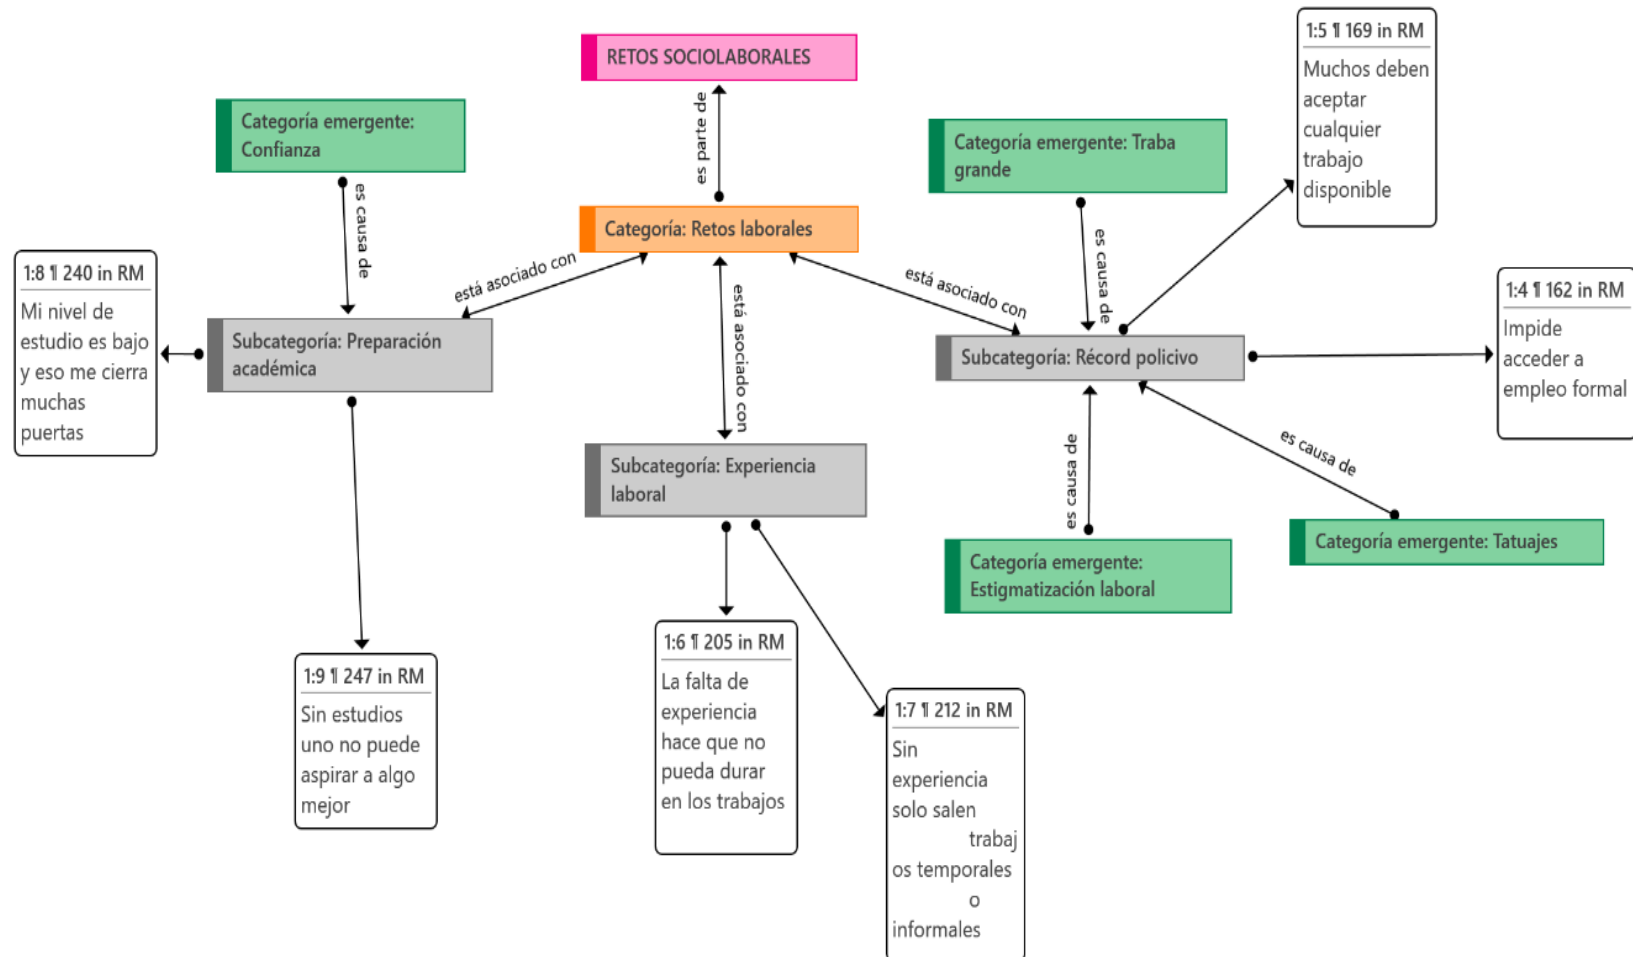 RETOS SOCIOLABORALES
es parte de
Categoría: Retos laborales
Categoría emergente:
Confianza
es causa de
está asociado con
está asociado con
está asociado con
Subcategoría: Preparación
académica
1:8 ¶ 240 in RM
Mi nivel de
estudio es bajo
y eso me cierra
muchas
puertas
1:9 ¶ 247 in RM
Sin estudios
uno no puede
aspirar a algo
mejor
Subcategoría: Experiencia
laboral
1:6 ¶ 205 in RM
La falta de
experiencia
hace que no
pueda durar
en los trabajos
1:7 ¶ 212 in RM
Sin
experiencia
solo salen
trabaj
os temporales
o
informales
Categoría emergente: Traba
grande
es causa de
Subcategoría: Récord policivo
1:5 ¶ 169 in RM
Muchos deben
aceptar
cualquier
trabajo
disponible
1:4 ¶ 162 in RM
Impide
acceder a
empleo formal
es causa de
es causa de
Categoría emergente:
Estigmatización laboral
Categoría emergente: Tatuajes